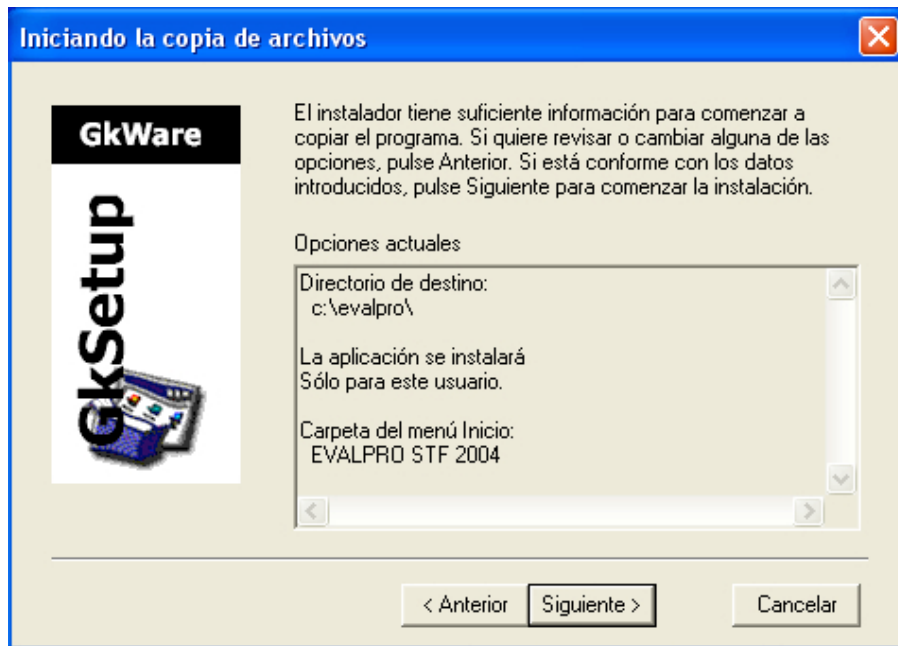 Iniciando la copia de archivos
GkWare
GkSetup
El instalador tiene suficiente información para comenzar a
copiar el programa. Si quiere revisar o cambiar alguna de las
opciones, pulse Anterior. Si está conforme con los datos
introducidos, pulse Siguiente para comenzar la instalación.
Opciones actuales
Directorio de destino:
c:\evalpro\
La aplicación se instalará
Sólo para este usuario.
Carpeta del menú Inicio:
EVALPRO STF 2004
< Anterior Siguiente > Cancelar